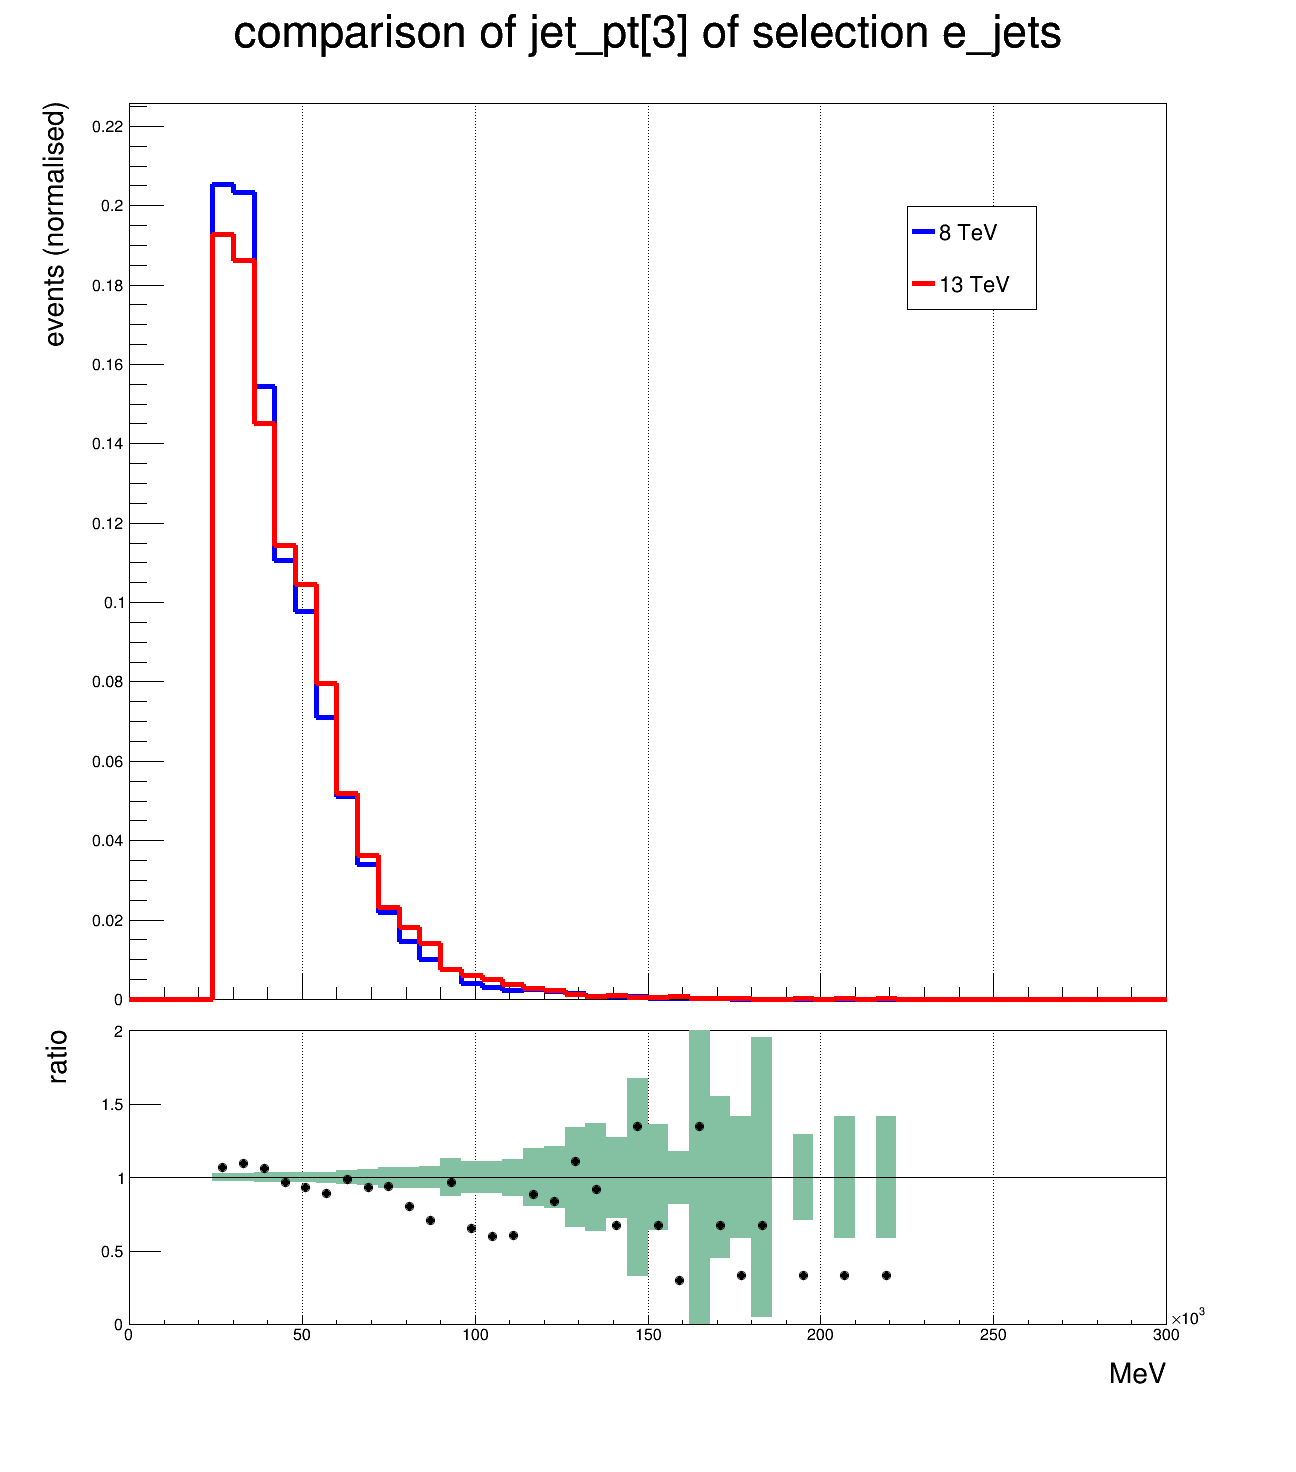 comparison of jet_pt[3] of selection e_jets
events (normalised)
0.22
0.2
0.18
0.16
0.14
0.12
0.1
0.08
0.06
0.04
0.02
0
8 TeV
13 TeV
ratio
2
1.5
1
0.5
0
0 50 100 150 200 250 300
×10³
MeV